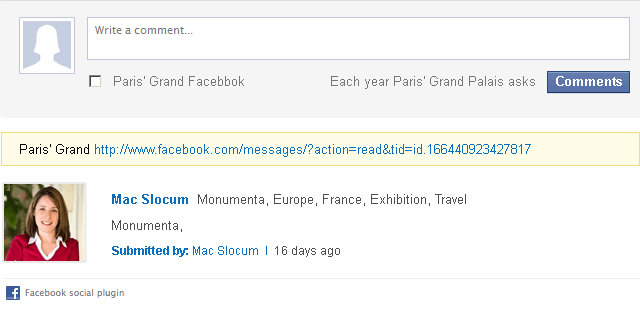 Write a comment...
Paris' Grand Facebbok Each year Paris' Grand Palais asks Comments
Paris' Grand http://www.facebook.com/messages/?action=read&tid=id.166440923427817
Mac Slocum Monumenta, Europe, France, Exhibition, Travel
Monumenta,
Submitted by: Mac Slocum | 16 days ago
Facebook social plugin